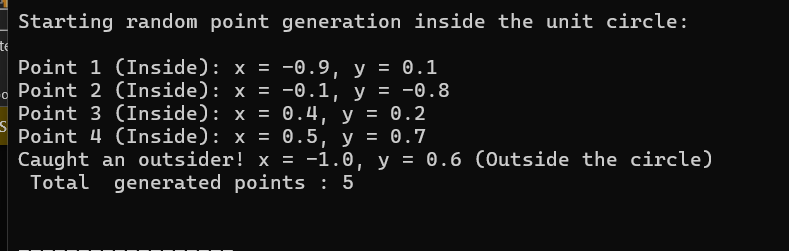 Starting random point generation inside the unit circle:
Point 1 (Inside): x = -0.9, y = 0.1
Point 2 (Inside): x = -0.1, y = -0.8
Point 3 (Inside): x = 0.4, y = 0.2
Point 4 (Inside): x = 0.5, y = 0.7
Caught an outsider! x = -1.0, y = 0.6 (Outside the circle)
Total  generated points : 5